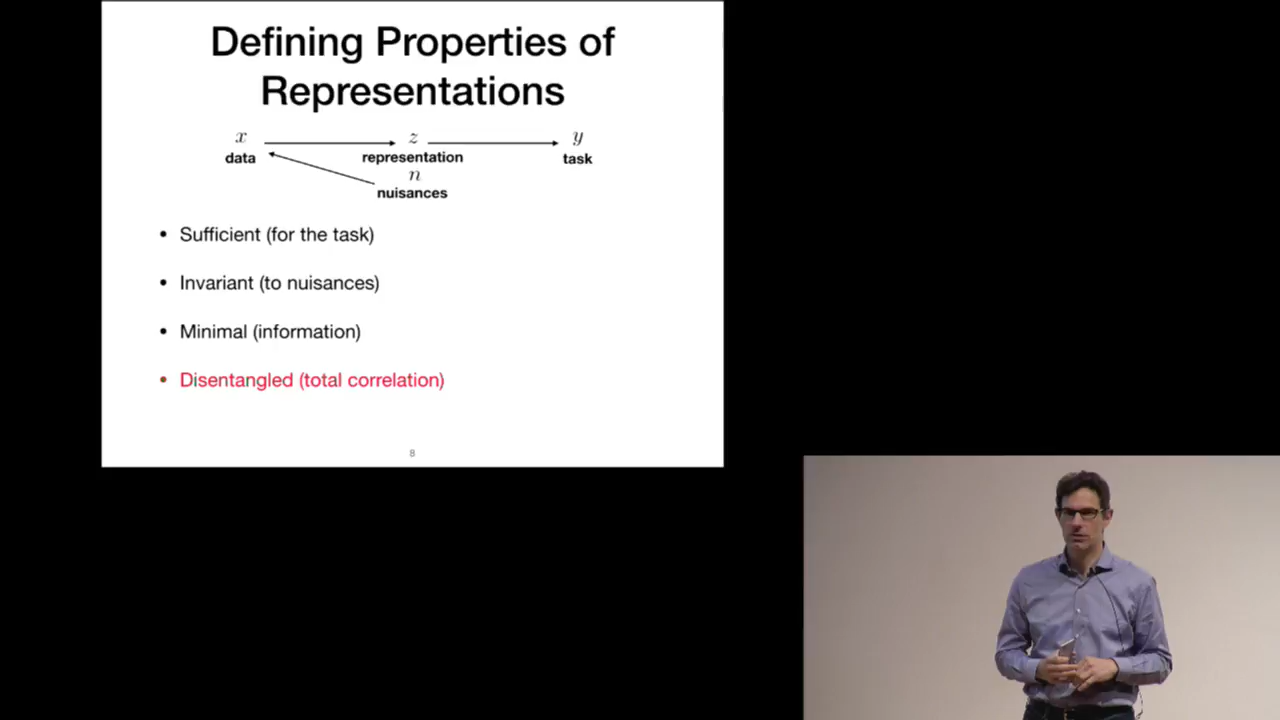 Defining Properties of
Representations
x z y
data representation task
n
nuisances
• Sufficient (for the task)
• Invariant (to nuisances)
• Minimal (information)
• Disentangled (total correlation)
8